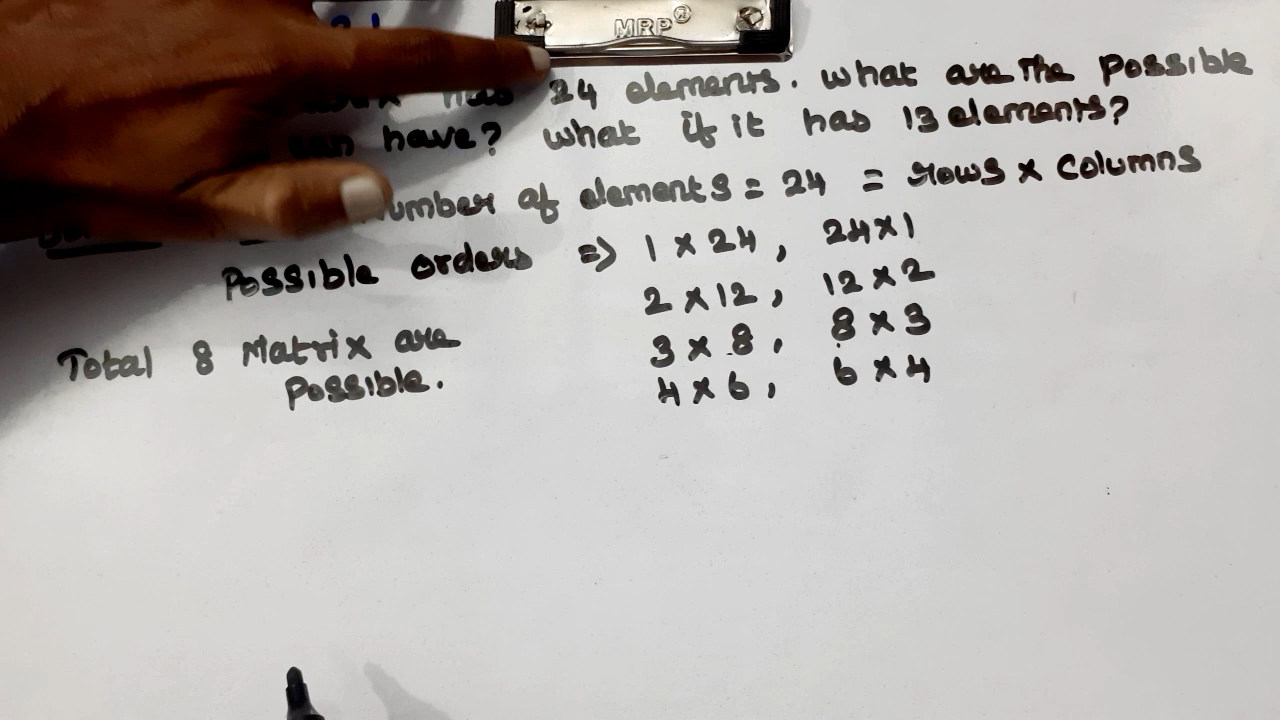 MRP®
has 24 elements. What are The Possible
can have? What if it has 13 elements?
number of elements = 24 = rows × columns
Possible orders => 1 × 24, 24 × 1
2 × 12, 12 × 2
Total 8 Matrix are
3 × 8, 8 × 3
Possible.
4 × 6, 6 × 4